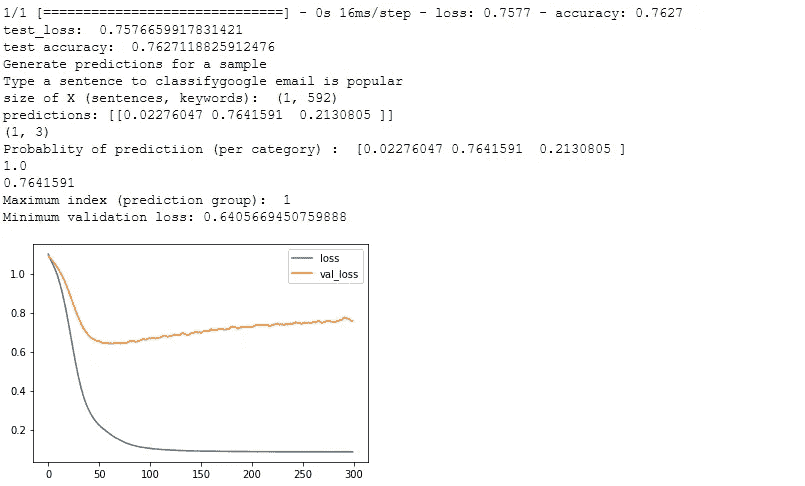 1/1 [==============================] - 0s 16ms/step - loss: 0.7577 - accuracy: 0.7627
test_loss:  0.7576659917831421
test accuracy:  0.7627118825912476
Generate predictions for a sample
Type a sentence to classifygoogle email is popular
size of X (sentences, keywords):  (1, 592)
predictions: [[0.02276047 0.7641591  0.2130805 ]]
(1, 3)
Probablity of predictiion (per category) :  [0.02276047 0.7641591  0.2130805 ]
1.0
0.7641591
Maximum index (prediction group):  1
Minimum validation loss: 0.6405669450759888
loss
val_loss
1.0
0.8
0.6
0.4
0.2
0 50 100 150 200 250 300